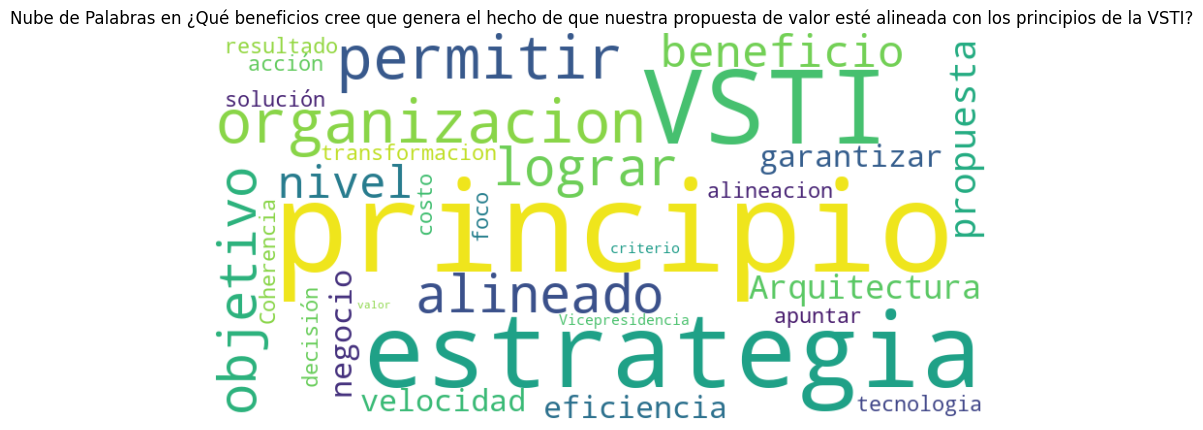 Nube de Palabras en ¿Qué beneficios cree que genera el hecho de que nuestra propuesta de valor esté alineada con los principios de la VSTI?
resultado
acción
permitir
beneficio
propuesta
solución
organizacion
VSTI
transformacion
lograr
garantizar
objetivo
nivel
costo
foco
alineacion
Coherencia
principio
criterio
decisión
negocio
valor
alineado
Arquitectura
Vicepresidencia
apuntar
estrategia
velocidad
eficiencia
tecnologia